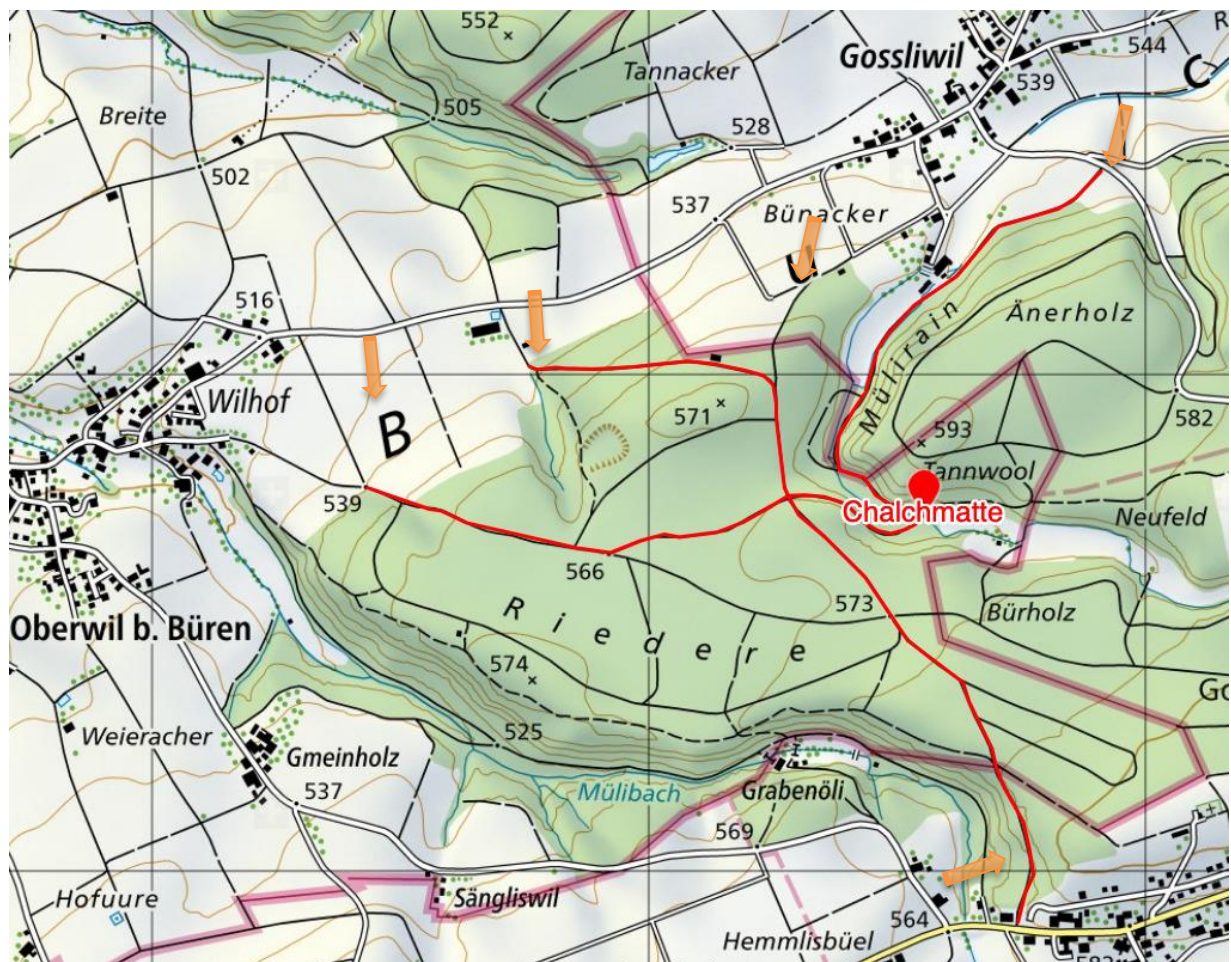 552
Gossliwil
544
Tannacker
539
C
Breite
505
528
502
537
Bünacker
516
Änerholz
Mülirain
Wilhof
B
571
593
582
Tannwool
539
Chalchmatte
Neufeld
566
573
Bürholz
Oberwil b. Büren
Riedere
574
Go
Weieracher
525
Gmeinholz
Mülibach
Grabenöli
537
569
Hofuure
Sängliswil
564
Hemmlisbüel